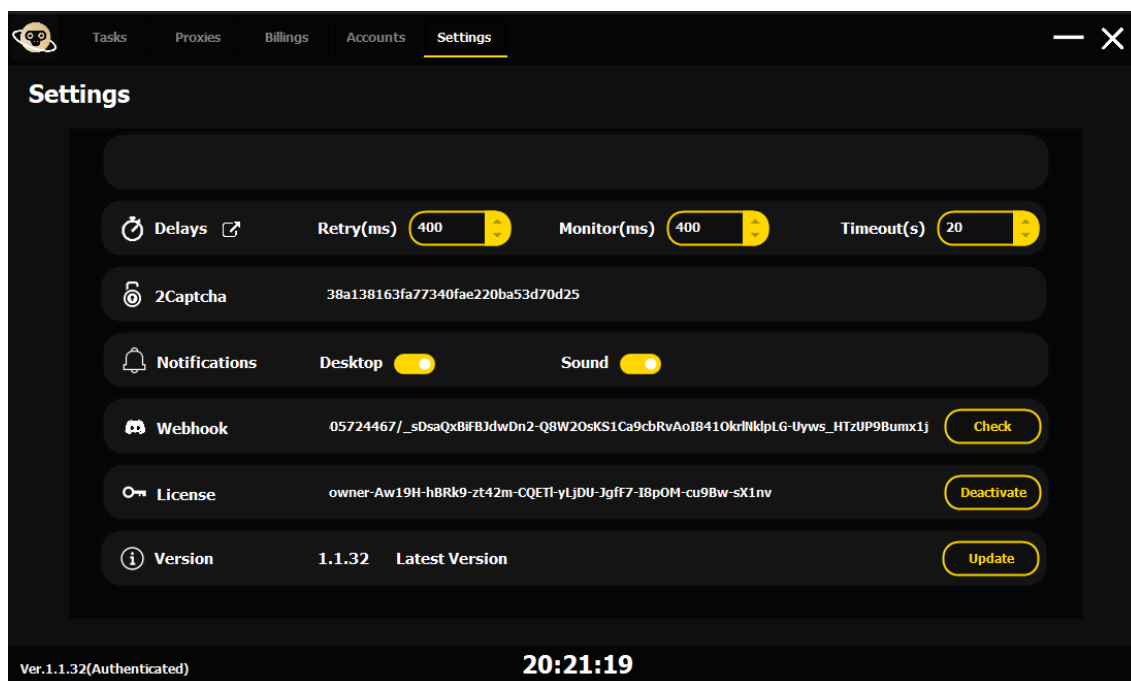 Tasks Proxies Billings Accounts Settings
Settings
Delays Retry(ms) 400 Monitor(ms) 400 Timeout(s) 20
2Captcha 38a138163fa77340fae220ba53d70d25
Notifications Desktop Sound
Webhook 05724467/_sDsaQxBiFBJdwDn2-Q8W2OsKS1Ca9cbRvAoI841OkrlNklpLG-Uyws_HTzUP9Bumx1j Check
License owner-Aw19H-hBRk9-zt42m-CQETl-yLjDU-JgfF7-I8pOM-cu9Bw-sX1nv Deactivate
Version 1.1.32 Latest Version Update
Ver.1.1.32(Authenticated) 20:21:19